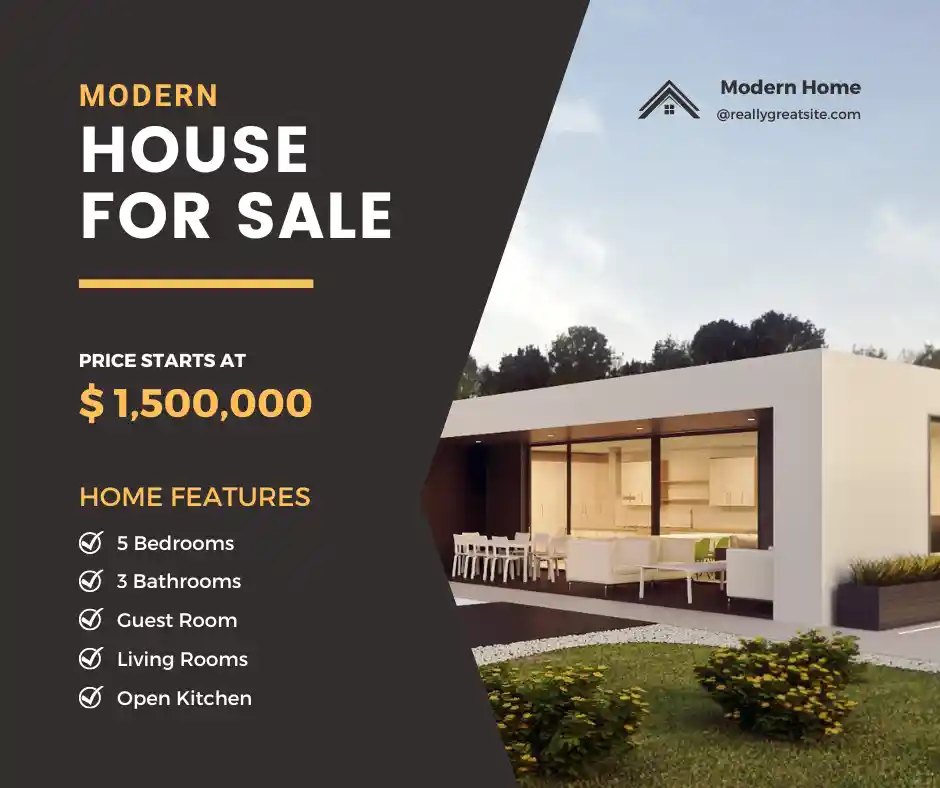 MODERN
HOUSE
FOR SALE
Modern Home
@reallygreatsite.com
PRICE STARTS AT
$ 1,500,000
HOME FEATURES
5 Bedrooms
3 Bathrooms
Guest Room
Living Rooms
Open Kitchen